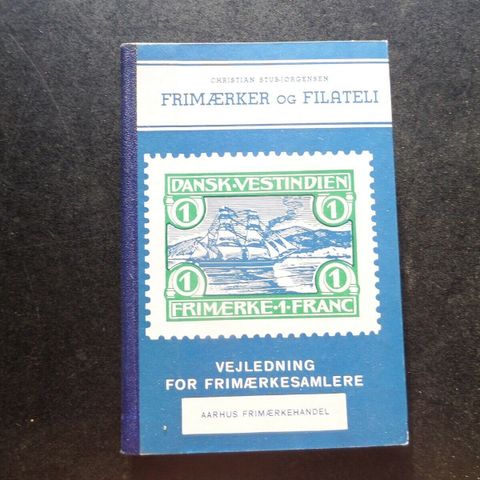 CHRISTIAN STUB-JØRGENSEN
FRIMÆRKER OG FILATELI
DANSK·VESTINDIEN
1 1
1 1
FRIMÆRKE·1·FRANC
VEJLEDNING
FOR FRIMÆRKESAMLERE
AARHUS FRIMÆRKEHANDEL